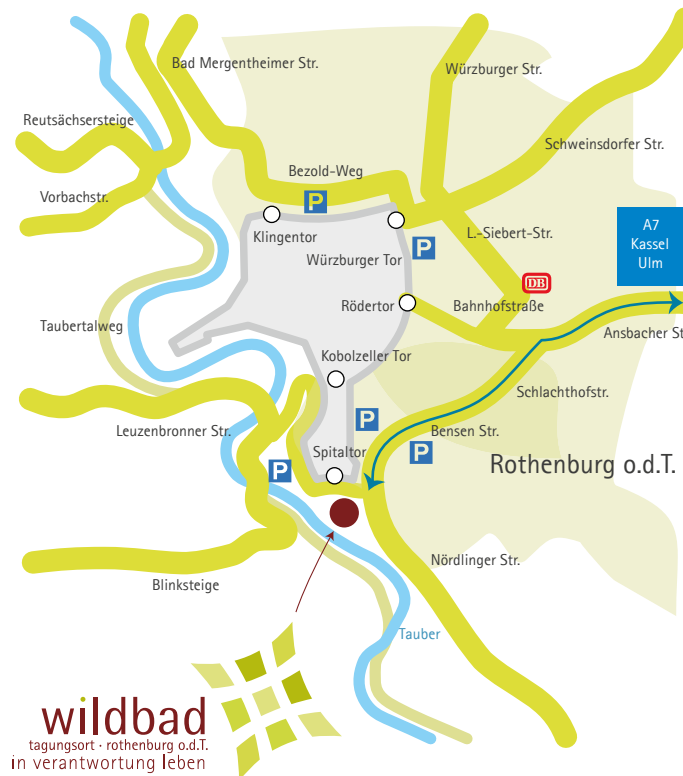 Bad Mergentheimer Str.
Würzburger Str.
Reutsächsersteige
Schweinsdorfer Str.
Bezold-Weg
Vorbachstr.
P
A7
Kassel
Ulm
Klingentor
L.-Siebert-Str.
P
Würzburger Tor
DB
Rödertor
Bahnhofstraße
Taubertalweg
Ansbacher St
Kobolzeller Tor
Schlachthofstr.
P
Leuzenbronner Str.
Bensen Str.
P
Spitaltor
P
Rothenburg o.d.T.
Nördlinger Str.
Blinksteige
Tauber
wildbad
tagungsort · rothenburg o.d.T.
in verantwortung leben